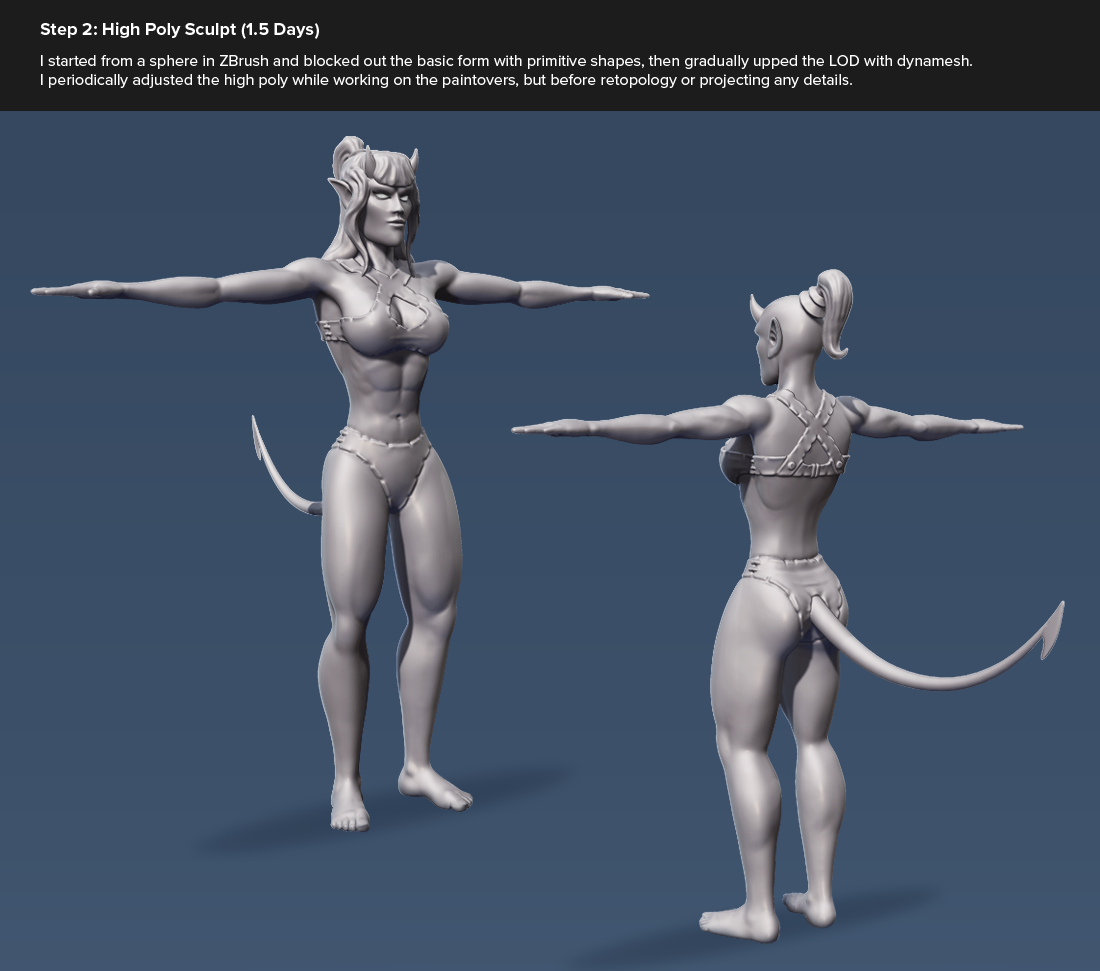 Step 2: High Poly Sculpt (1.5 Days)
I started from a sphere in ZBrush and blocked out the basic form with primitive shapes, then gradually upped the LOD with dynamesh.
I periodically adjusted the high poly while working on the paintovers, but before retopology or projecting any details.